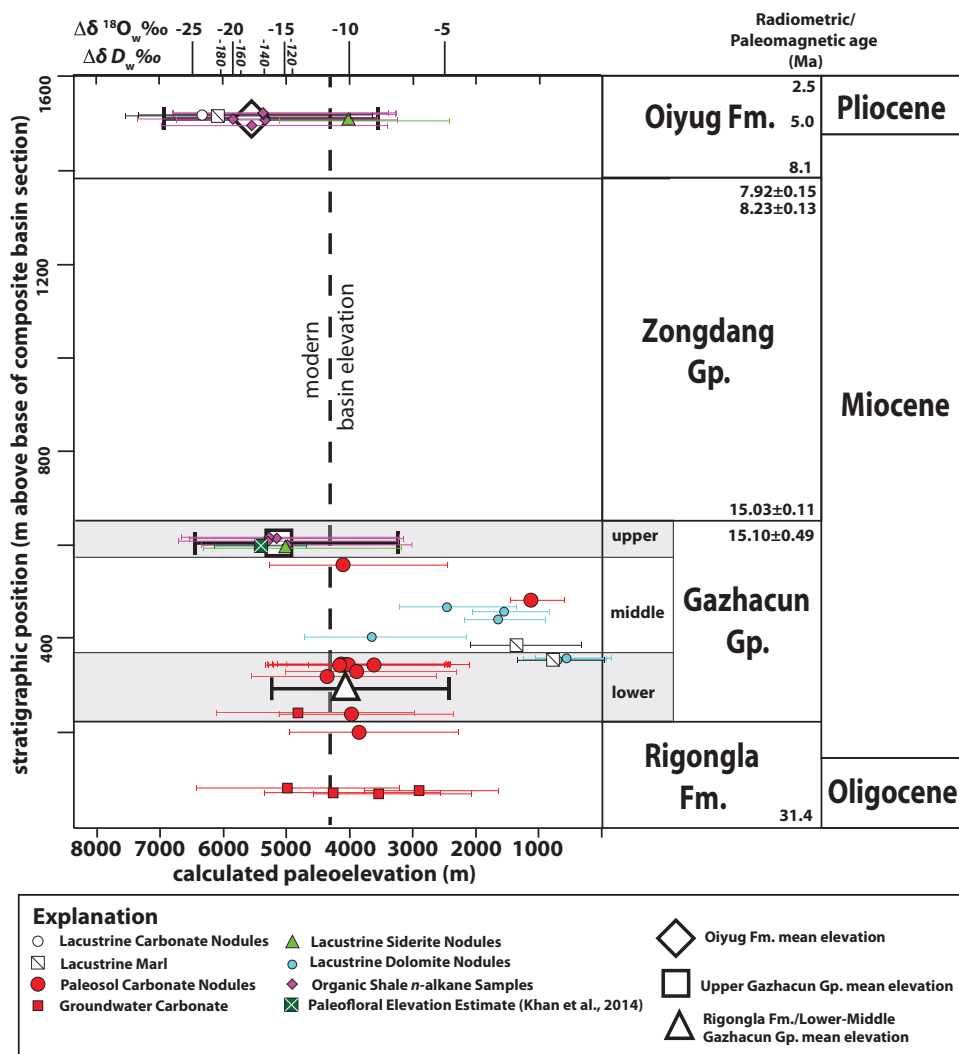 Δδ ¹⁸O_w‰ -25 -20 -15 -10 -5
Δδ D_w‰ -180 -160 -140 -120
Radiometric/
Paleomagnetic age
(Ma)
stratigraphic position (m above base of composite basin section)
1600
1200
800
400
modern
basin elevation
Oiyug Fm.
2.5
5.0
8.1
Pliocene
7.92±0.15
8.23±0.13
Zongdang
Gp.
Miocene
15.03±0.11
upper
15.10±0.49
middle
Gazhacun
Gp.
lower
Rigongla
Fm.
31.4
Oligocene
8000 7000 6000 5000 4000 3000 2000 1000
calculated paleoelevation (m)
Explanation
Lacustrine Carbonate Nodules
Lacustrine Marl
Paleosol Carbonate Nodules
Groundwater Carbonate
Lacustrine Siderite Nodules
Lacustrine Dolomite Nodules
Organic Shale n-alkane Samples
Paleofloral Elevation Estimate (Khan et al., 2014)
Oiyug Fm. mean elevation
Upper Gazhacun Gp. mean elevation
Rigongla Fm./Lower-Middle
Gazhacun Gp. mean elevation